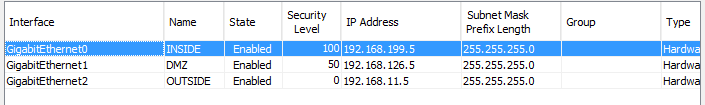 Interface Name State Security Level IP Address Subnet Mask Prefix Length Group Type
GigabitEthernet0 INSIDE Enabled 100 192.168.199.5 255.255.255.0 Hardwa
GigabitEthernet1 DMZ Enabled 50 192.168.126.5 255.255.255.0 Hardwa
GigabitEthernet2 OUTSIDE Enabled 0 192.168.11.5 255.255.255.0 Hardwa